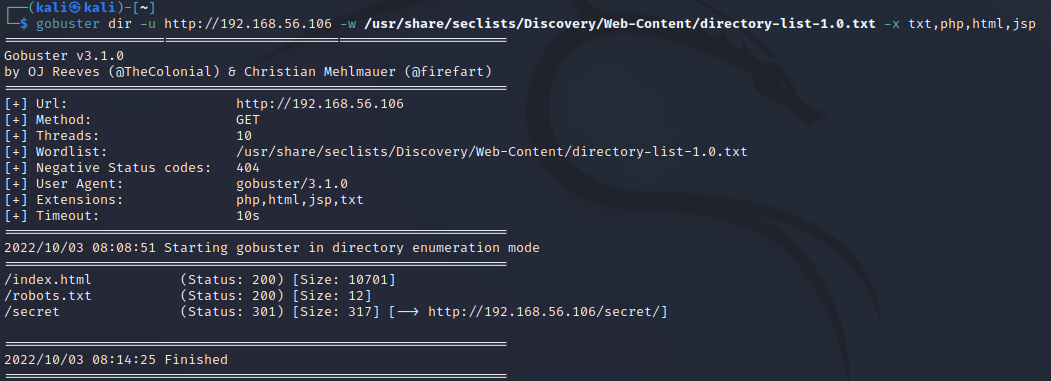 ┌──(kali㉿kali)-[~]
└─$ gobuster dir -u http://192.168.56.106 -w /usr/share/seclists/Discovery/Web-Content/directory-list-1.0.txt -x txt,php,html,jsp
===============================================================
Gobuster v3.1.0
by OJ Reeves (@TheColonial) & Christian Mehlmauer (@firefart)
===============================================================
[+] Url:                     http://192.168.56.106
[+] Method:                  GET
[+] Threads:                 10
[+] Wordlist:                /usr/share/seclists/Discovery/Web-Content/directory-list-1.0.txt
[+] Negative Status codes:   404
[+] User Agent:              gobuster/3.1.0
[+] Extensions:              php,html,jsp,txt
[+] Timeout:                 10s
===============================================================
2022/10/03 08:08:51 Starting gobuster in directory enumeration mode
===============================================================
/index.html           (Status: 200) [Size: 10701]
/robots.txt           (Status: 200) [Size: 12]
/secret               (Status: 301) [Size: 317] [--> http://192.168.56.106/secret/]
===============================================================
2022/10/03 08:14:25 Finished
===============================================================